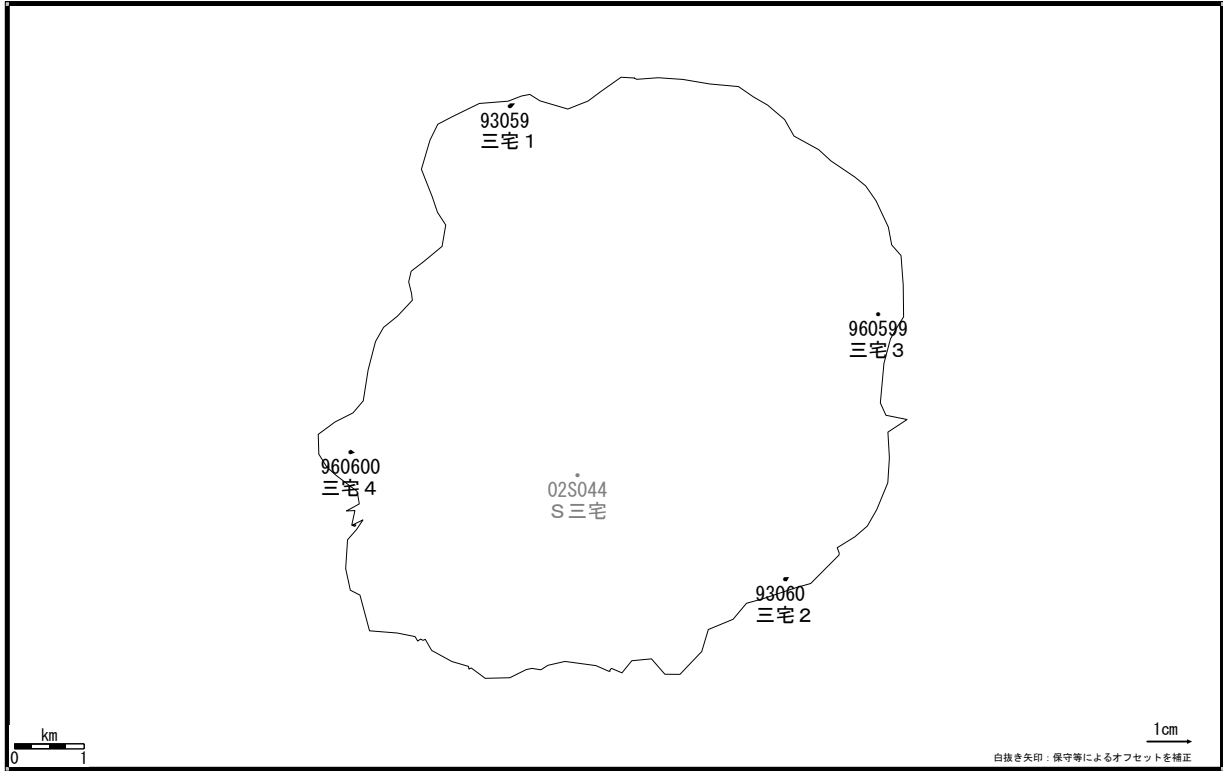 93059
三宅１
960599
三宅３
960600
三宅４
02S044
Ｓ三宅
93060
三宅２
km
0 1
1cm
白抜き矢印：保守等によるオフセットを補正